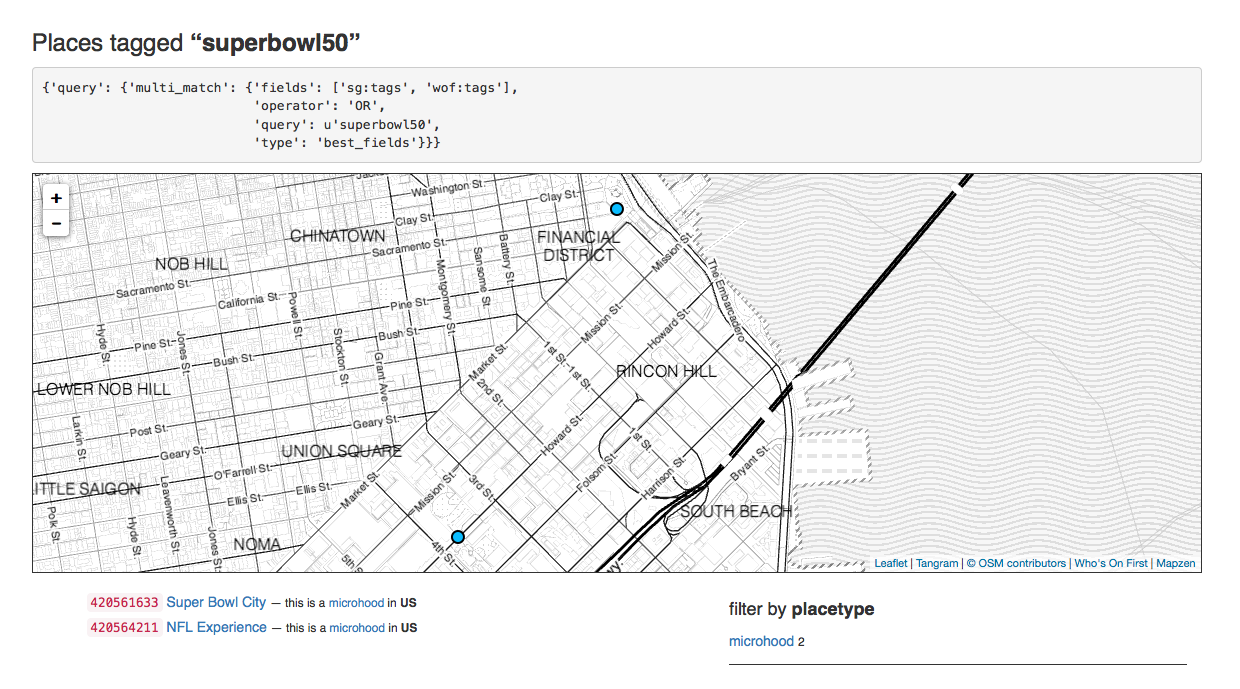 Places tagged “superbowl50”
{'query': {'multi_match': {'fields': ['sg:tags', 'wof:tags'],
'operator': 'OR',
'query': u'superbowl50',
'type': 'best_fields'}}}
+
−
Washington St.
Clay St.
Clay St.
CHINATOWN
FINANCIAL
DISTRICT
Sacramento St.
NOB HILL
Battery St.
Sansome St.
Montgomery St.
Mission St.
The Embarcadero
Sacramento St.
California St.
Powell St.
Pine St.
Mission St.
Howard St.
Hyde St.
Jones St.
Pine St.
Bush St.
Stockton St.
Bush St.
Grant Ave.
Market St.
1st St.
1st St.
RINCON HILL
LOWER NOB HILL
2nd St.
Larkin St.
Post St.
Geary St.
Geary St.
Howard St.
1st St.
UNION SQUARE
O'Farrell St.
Folsom St.
Harrison St.
Bryant St.
ITTLE SAIGON
Leavenworth St.
Ellis St.
Ellis St.
Market St.
Mission St.
3rd St.
Polk St.
Hyde St.
Jones St.
NOMA
SOUTH BEACH
4th St.
5th S
wy
Leaflet | Tangram | © OSM contributors | Who's On First | Mapzen
420561633 Super Bowl City — this is a microhood in US
420564211 NFL Experience — this is a microhood in US
filter by placetype
microhood 2